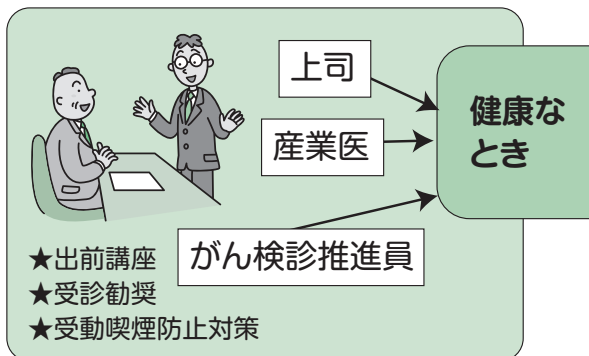 上司
産業医
がん検診推進員
健康な
とき
★出前講座
★受診勧奨
★受動喫煙防止対策